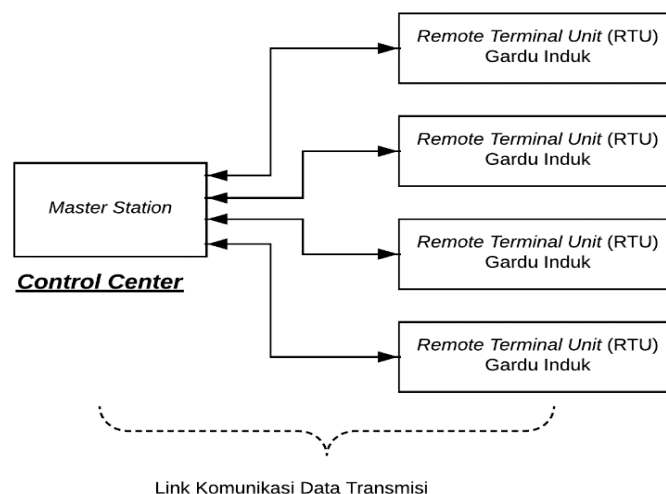 Remote Terminal Unit (RTU)
Gardu Induk
Remote Terminal Unit (RTU)
Gardu Induk
Master Station
Control Center
Remote Terminal Unit (RTU)
Gardu Induk
Remote Terminal Unit (RTU)
Gardu Induk
Link Komunikasi Data Transmisi